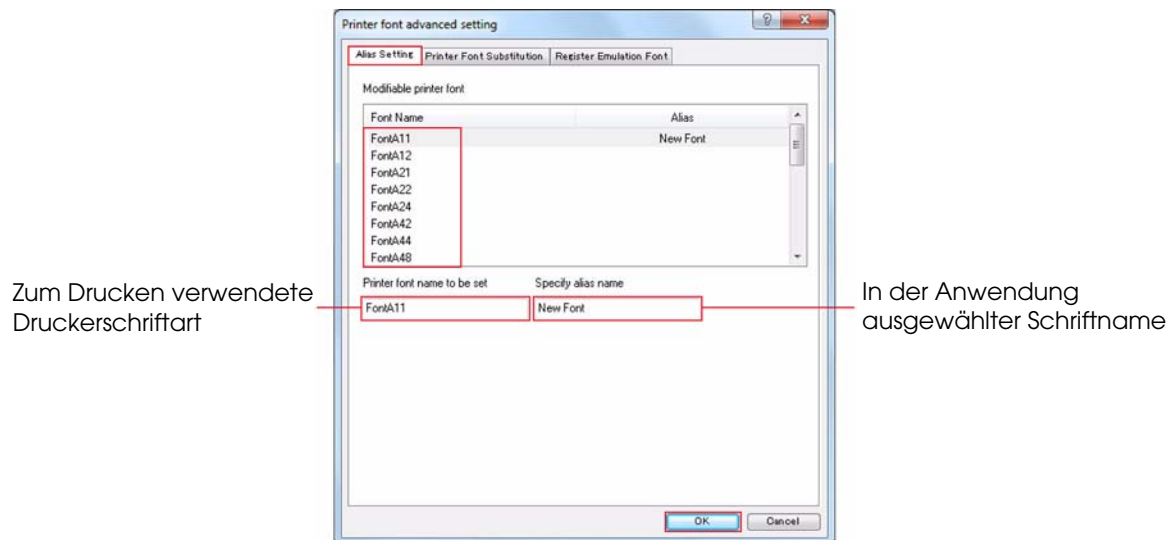 Printer font advanced setting
Alias Setting Printer Font Substitution Register Emulation Font
Modifiable printer font
Font Name Alias
FontA11 New Font
FontA12
FontA21
FontA22
FontA24
FontA42
FontA44
FontA48
Printer font name to be set Specify alias name
FontA11 New Font
Zum Drucken verwendete
Druckerschriftart
In der Anwendung
ausgewählter Schriftname
OK Cancel